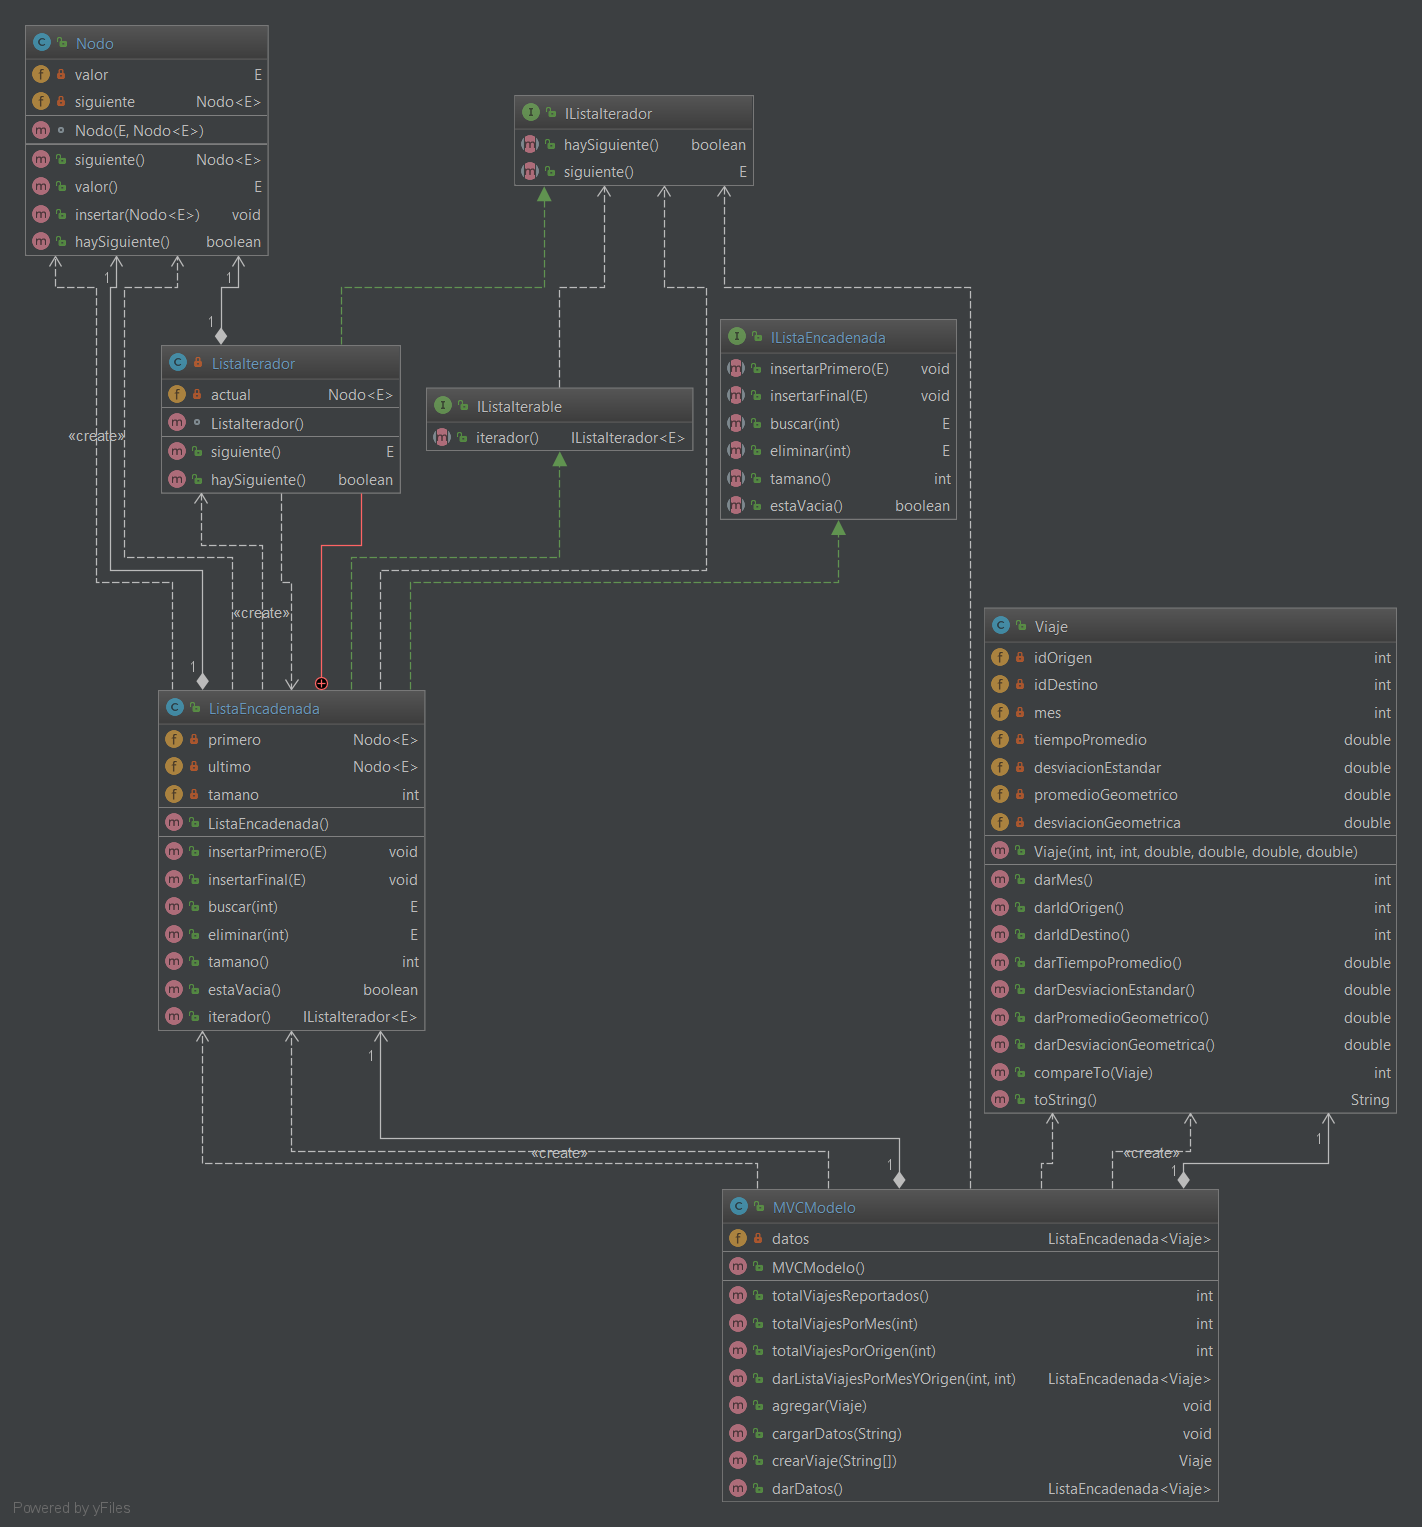 Nodo
valor E
siguiente Nodo<E>
Nodo(E, Nodo<E>)
siguiente() Nodo<E>
valor() E
insertar(Nodo<E>) void
haySiguiente() boolean
IListaIterador
haySiguiente() boolean
siguiente() E
1
1
1
IListaEncadenada
insertarPrimero(E) void
insertarFinal(E) void
buscar(int) E
eliminar(int) E
tamano() int
estaVacia() boolean
ListaIterador
actual Nodo<E>
ListaIterador()
siguiente() E
haySiguiente() boolean
IListaIterable
iterador() IListaIterador<E>
«create»
«create»
1
Viaje
idOrigen int
idDestino int
mes int
tiempoPromedio double
desviacionEstandar double
promedioGeometrico double
desviacionGeometrica double
Viaje(int, int, int, double, double, double, double)
darMes() int
darIdOrigen() int
darIdDestino() int
darTiempoPromedio() double
darDesviacionEstandar() double
darPromedioGeometrico() double
darDesviacionGeometrica() double
compareTo(Viaje) int
toString() String
ListaEncadenada
primero Nodo<E>
ultimo Nodo<E>
tamano int
ListaEncadenada()
insertarPrimero(E) void
insertarFinal(E) void
buscar(int) E
eliminar(int) E
tamano() int
estaVacia() boolean
iterador() IListaIterador<E>
1
1
«create»
«create»
1
1
MVCModelo
datos ListaEncadenada<Viaje>
MVCModelo()
totalViajesReportados() int
totalViajesPorMes(int) int
totalViajesPorOrigen(int) int
darListaViajesPorMesYOrigen(int, int) ListaEncadenada<Viaje>
agregar(Viaje) void
cargarDatos(String) void
crearViaje(String[]) Viaje
darDatos() ListaEncadenada<Viaje>
Powered by yFiles